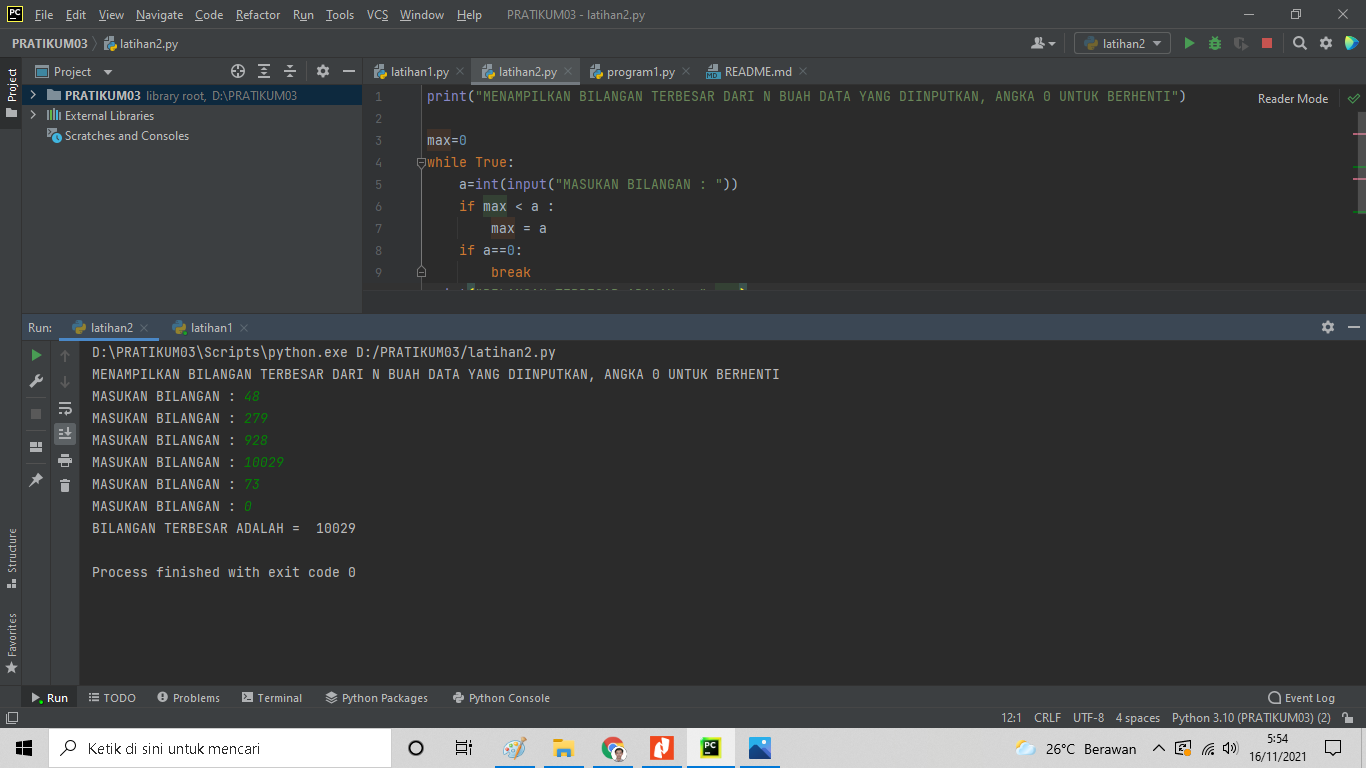 PC File Edit View Navigate Code Refactor Run Tools VCS Window Help PRATIKUM03 - latihan2.py
PRATIKUM03 latihan2.py latihan2
Project
Project latihan1.py latihan2.py program1.py README.md
PRATIKUM03 library root, D:\PRATIKUM03
External Libraries
Scratches and Consoles
Reader Mode
1 print("MENAMPILKAN BILANGAN TERBESAR DARI N BUAH DATA YANG DIINPUTKAN, ANGKA 0 UNTUK BERHENTI")
2
3 max=0
4 while True:
5 a=int(input("MASUKAN BILANGAN : "))
6 if max < a :
7 max = a
8 if a==0:
9 break
Run: latihan2 latihan1
D:\PRATIKUM03\Scripts\python.exe D:/PRATIKUM03/latihan2.py
MENAMPILKAN BILANGAN TERBESAR DARI N BUAH DATA YANG DIINPUTKAN, ANGKA 0 UNTUK BERHENTI
MASUKAN BILANGAN : 48
MASUKAN BILANGAN : 279
MASUKAN BILANGAN : 928
MASUKAN BILANGAN : 10029
MASUKAN BILANGAN : 73
MASUKAN BILANGAN : 0
BILANGAN TERBESAR ADALAH =  10029
Process finished with exit code 0
Structure
Favorites
Run TODO Problems Terminal Python Packages Python Console Event Log
12:1 CRLF UTF-8 4 spaces Python 3.10 (PRATIKUM03) (2)
Ketik di sini untuk mencari PC 26°C Berawan 5:54
16/11/2021